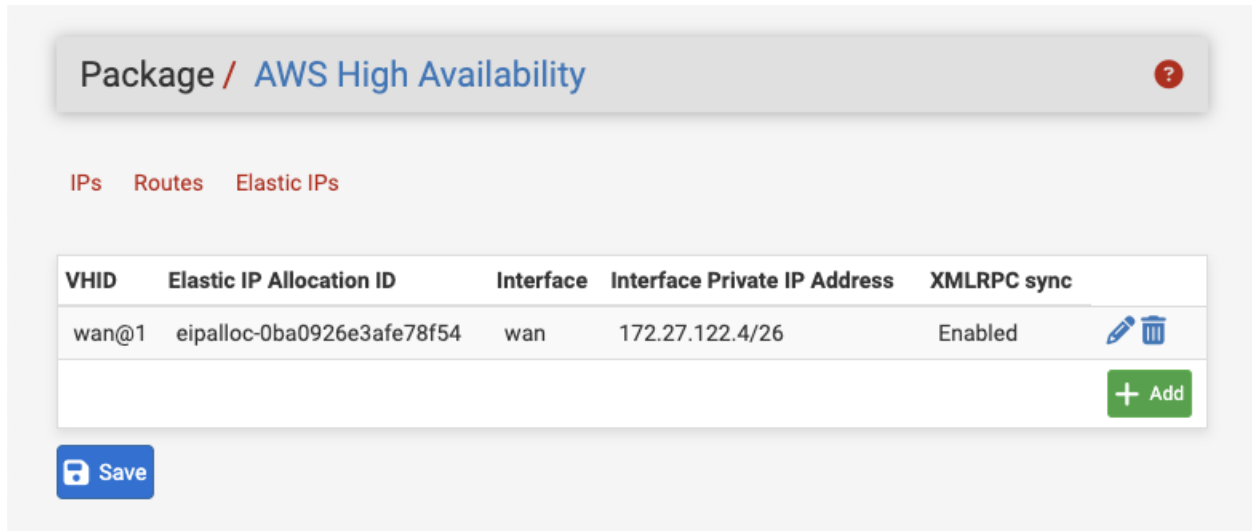 Package / AWS High Availability ?
IPs Routes Elastic IPs
VHID Elastic IP Allocation ID Interface Interface Private IP Address XMLRPC sync
wan@1 eipalloc-0ba0926e3afe78f54 wan 172.27.122.4/26 Enabled
+ Add
Save